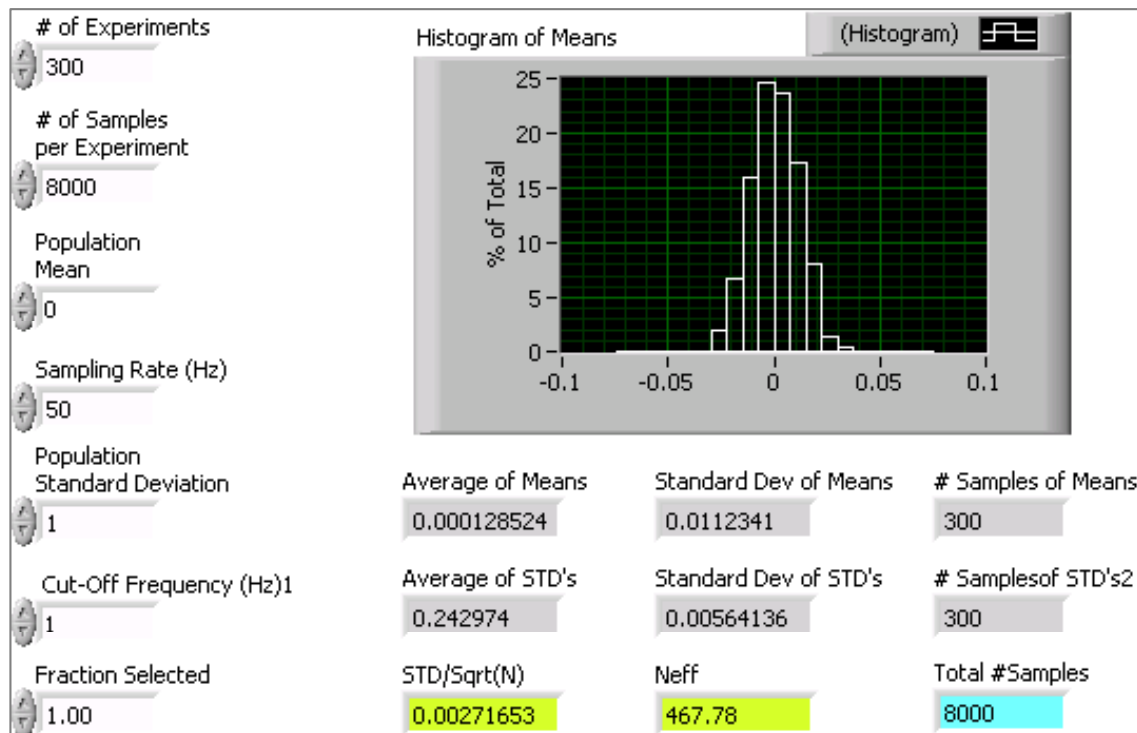 # of Experiments
300
# of Samples
per Experiment
8000
Population
Mean
0
Sampling Rate (Hz)
50
Population
Standard Deviation
1
Cut-Off Frequency (Hz)1
1
Fraction Selected
1.00
Histogram of Means
(Histogram)
% of Total
25
20
15
10
5
0
-0.1 -0.05 0 0.05 0.1
Average of Means Standard Dev of Means # Samples of Means
0.000128524 0.0112341 300
Average of STD's Standard Dev of STD's # Samplesof STD's2
0.242974 0.00564136 300
STD/Sqrt(N) Neff Total #Samples
0.00271653 467.78 8000